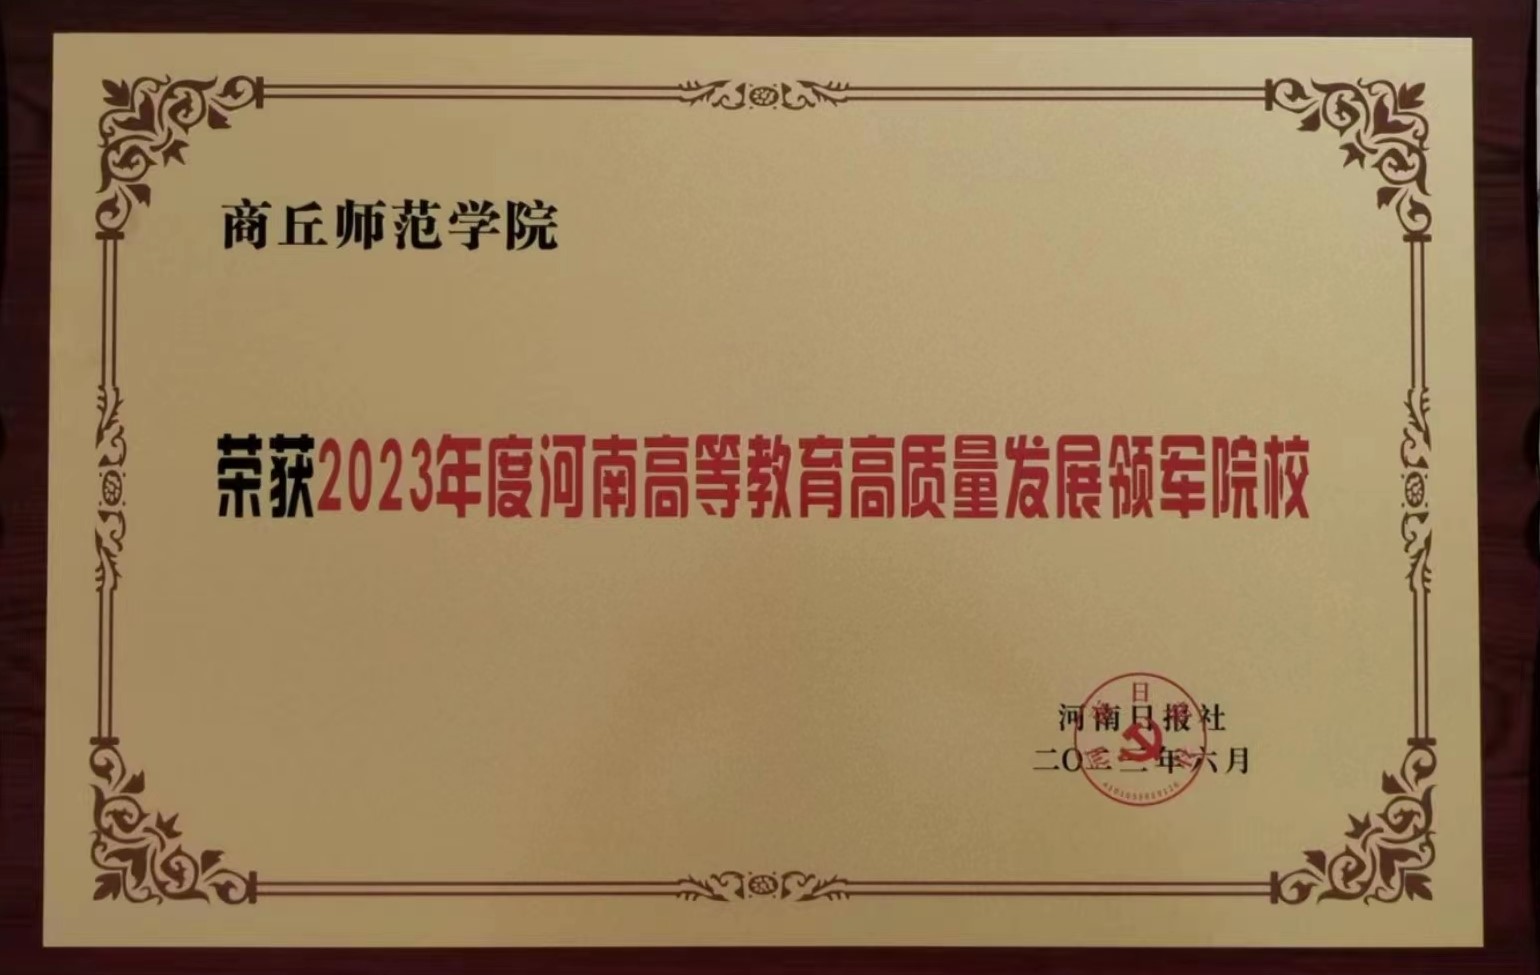 商丘师范学院
荣获2023年度河南高等教育高质量发展领军院校
河南日报社
二〇二三年六月